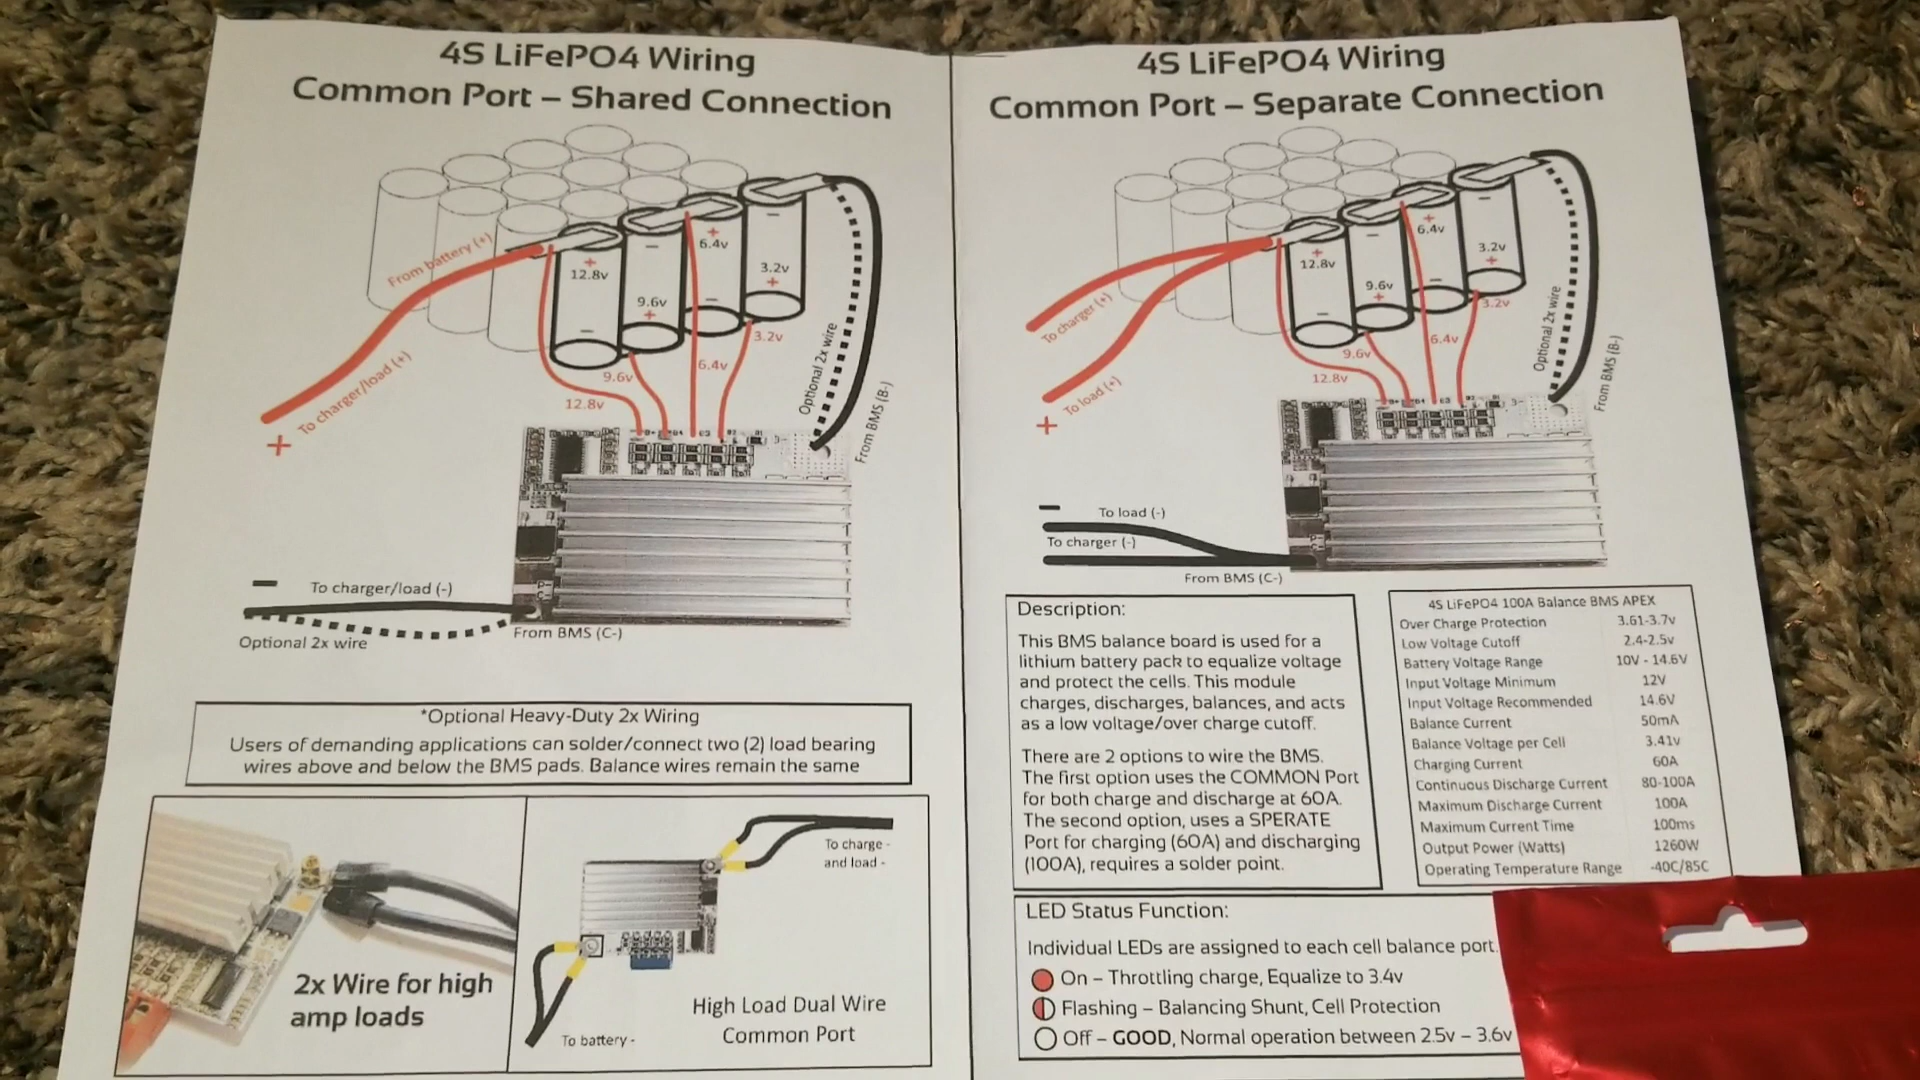 4S LiFePO4 Wiring
Common Port – Shared Connection
From battery (+)
To charger/load (+)
+
+
12.8v
–
–
9.6v
+
+
6.4v
–
–
3.2v
+
12.8v
9.6v
6.4v
3.2v
Optional 2x wire
From BMS (B-)
To charger/load (-)
Optional 2x wire
P-
C-
From BMS (C-)
*Optional Heavy-Duty 2x Wiring
Users of demanding applications can solder/connect two (2) load bearing
wires above and below the BMS pads. Balance wires remain the same
2x Wire for high
amp loads
To charge -
and load -
To battery -
High Load Dual Wire
Common Port
4S LiFePO4 Wiring
Common Port – Separate Connection
To charger (+)
To load (+)
+
+
12.8v
–
–
9.6v
+
+
6.4v
–
–
3.2v
+
12.8v
9.6v
6.4v
3.2v
Optional 2x wire
From BMS (B-)
To load (-)
To charger (-)
From BMS (C-)
Description:
This BMS balance board is used for a
lithium battery pack to equalize voltage
and protect the cells. This module
charges, discharges, balances, and acts
as a low voltage/over charge cutoff.
There are 2 options to wire the BMS.
The first option uses the COMMON Port
for both charge and discharge at 60A.
The second option, uses a SPERATE
Port for charging (60A) and discharging
(100A), requires a solder point.
4S LiFePO4 100A Balance BMS APEX
Over Charge Protection 3.61-3.7v
Low Voltage Cutoff 2.4-2.5v
Battery Voltage Range 10V - 14.6V
Input Voltage Minimum 12V
Input Voltage Recommended 14.6V
Balance Current 50mA
Balance Voltage per Cell 3.41v
Charging Current 60A
Continuous Discharge Current 80-100A
Maximum Discharge Current 100A
Maximum Current Time 100ms
Output Power (Watts) 1260W
Operating Temperature Range -40C/85C
LED Status Function:
Individual LEDs are assigned to each cell balance port.
On – Throttling charge, Equalize to 3.4v
Flashing – Balancing Shunt, Cell Protection
Off – GOOD, Normal operation between 2.5v – 3.6v